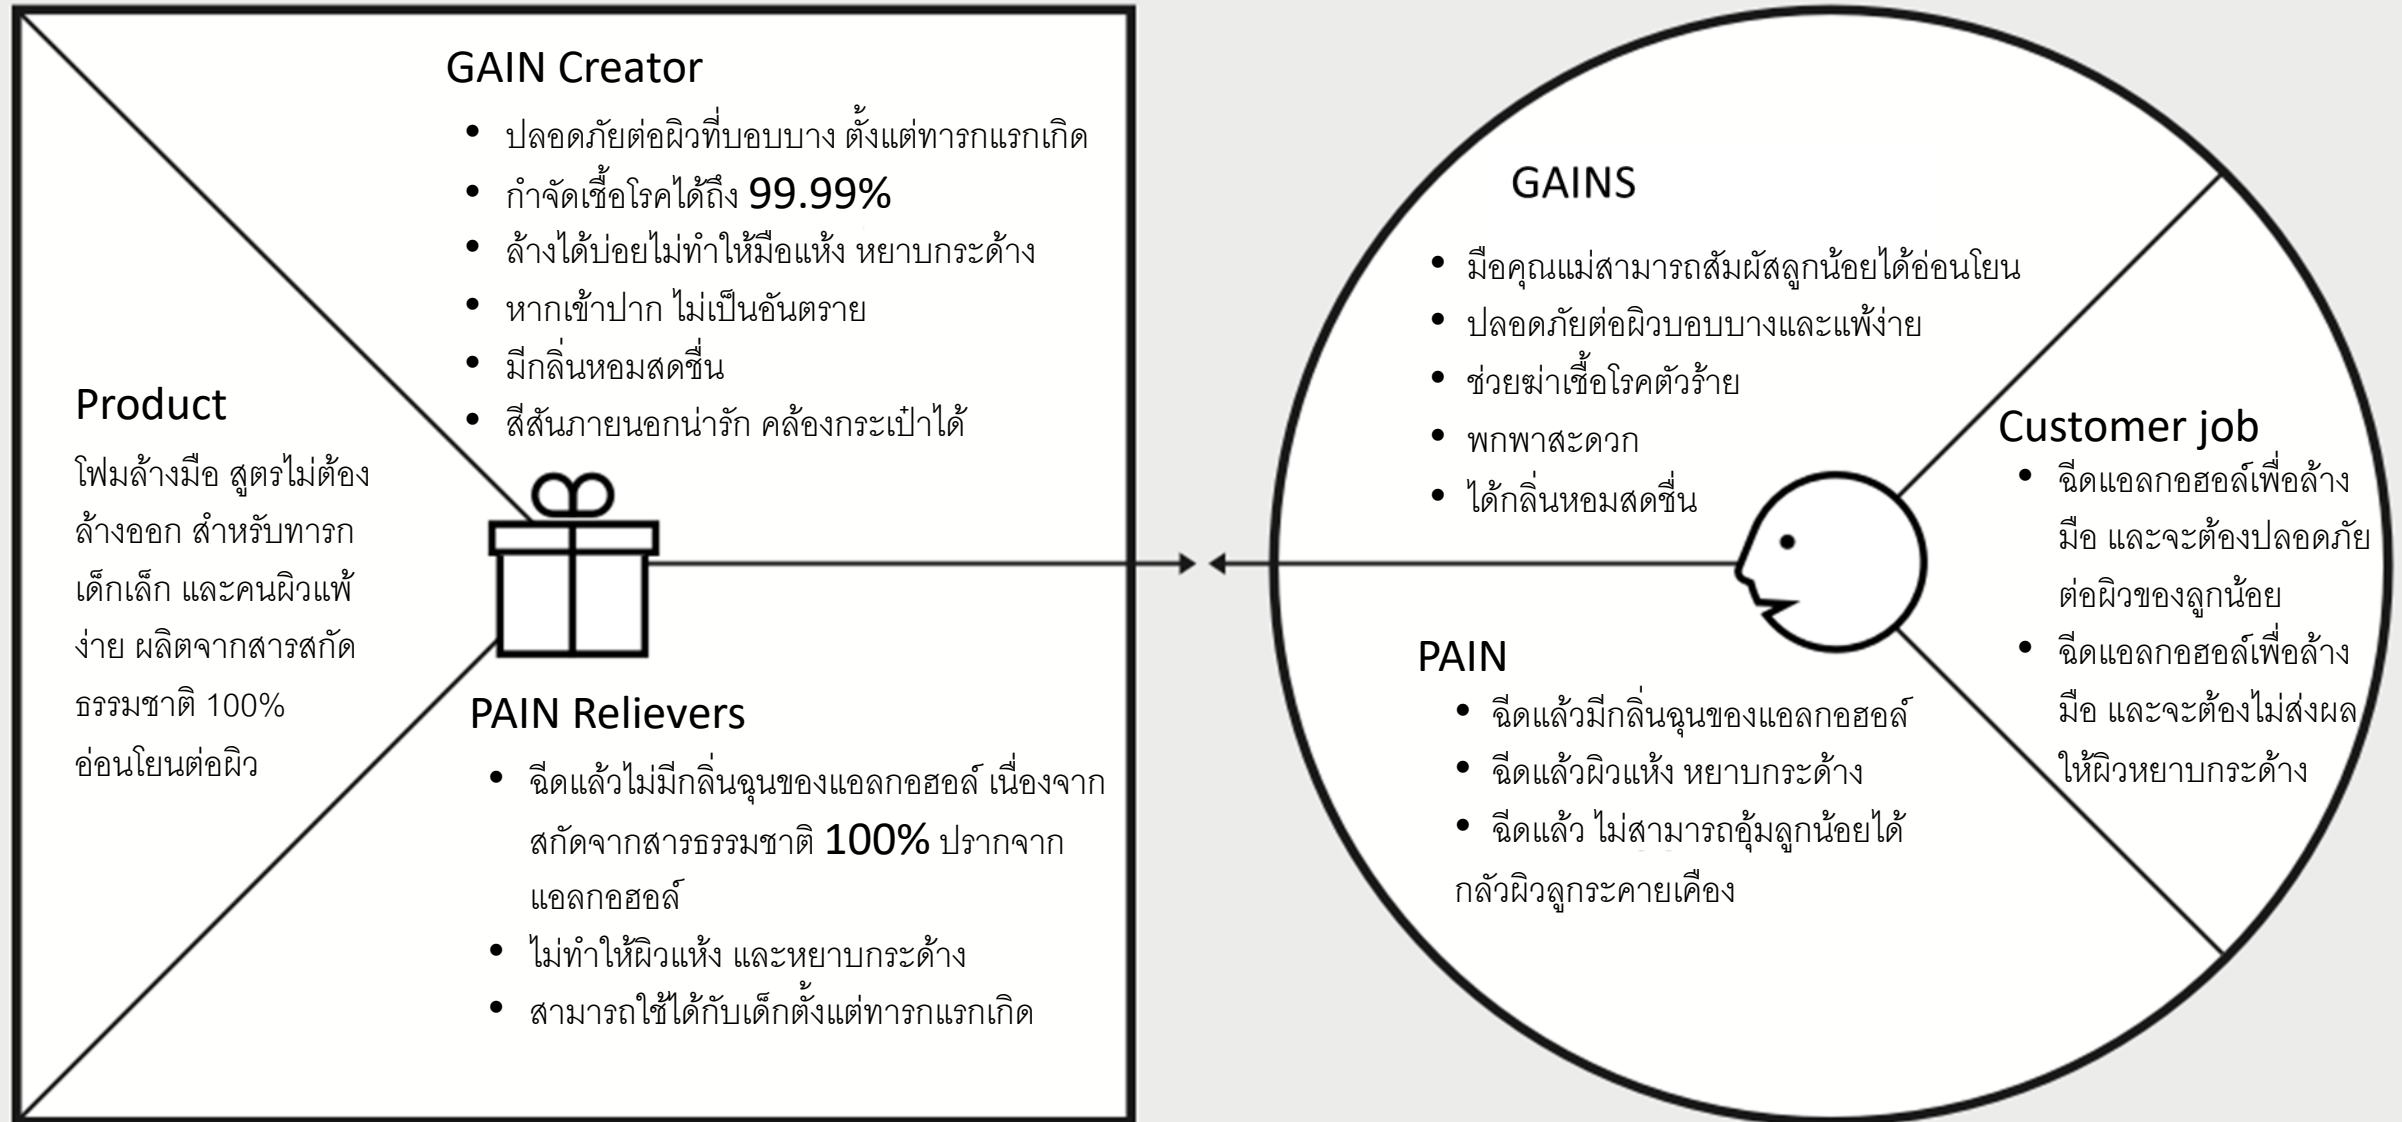 GAIN Creator
• ปลอดภัยต่อผิวที่บอบบาง ตั้งแต่ทารกแรกเกิด
• กำจัดเชื้อโรคได้ถึง 99.99%
• ล้างได้บ่อยไม่ทำให้มือแห้ง หยาบกระด้าง
• หากเข้าปาก ไม่เป็นอันตราย
• มีกลิ่นหอมสดชื่น
• สีสันภายนอกน่ารัก คล้องกระเป๋าได้
Product
โฟมล้างมือ สูตรไม่ต้อง
ล้างออก สำหรับทารก
เด็กเล็ก และคนผิวแพ้
ง่าย ผลิตจากสารสกัด
ธรรมชาติ 100%
อ่อนโยนต่อผิว
PAIN Relievers
• ฉีดแล้วไม่มีกลิ่นฉุนของแอลกอฮอล์ เนื่องจาก
สกัดจากสารธรรมชาติ 100% ปรากจาก
แอลกอฮอล์
• ไม่ทำให้ผิวแห้ง และหยาบกระด้าง
• สามารถใช้ได้กับเด็กตั้งแต่ทารกแรกเกิด
GAINS
• มือคุณแม่สามารถสัมผัสลูกน้อยได้อ่อนโยน
• ปลอดภัยต่อผิวบอบบางและแพ้ง่าย
• ช่วยฆ่าเชื้อโรคตัวร้าย
• พกพาสะดวก
• ได้กลิ่นหอมสดชื่น
Customer job
• ฉีดแอลกอฮอล์เพื่อล้าง
มือ และจะต้องปลอดภัย
ต่อผิวของลูกน้อย
• ฉีดแอลกอฮอล์เพื่อล้าง
มือ และจะต้องไม่ส่งผล
ให้ผิวหยาบกระด้าง
PAIN
• ฉีดแล้วมีกลิ่นฉุนของแอลกอฮอล์
• ฉีดแล้วผิวแห้ง หยาบกระด้าง
• ฉีดแล้ว ไม่สามารถอุ้มลูกน้อยได้
กลัวผิวลูกระคายเคือง